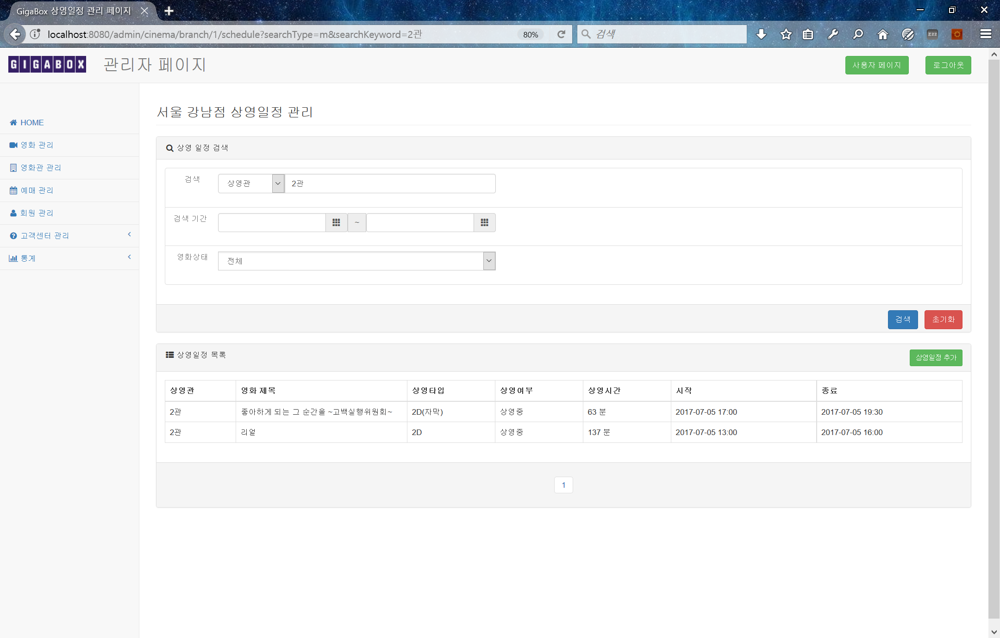 GigaBox 상영일정 관리 페이지
localhost:8080/admin/cinema/branch/1/schedule?searchType=m&searchKeyword=2관 80% 검색
GIGABOX 관리자 페이지 사용자 페이지 로그아웃
HOME
영화 관리
영화관 관리
예매 관리
회원 관리
고객센터 관리
통계
서울 강남점 상영일정 관리
상영 일정 검색
검색 상영관 2관
검색 기간 ~
영화상태 전체
검색 초기화
상영일정 목록 상영일정 추가
상영관 영화 제목 상영타입 상영여부 상영시간 시작 종료
2관 좋아하게 되는 그 순간을 ~고백실행위원회~ 2D(자막) 상영중 63 분 2017-07-05 17:00 2017-07-05 19:30
2관 리얼 2D 상영중 137 분 2017-07-05 13:00 2017-07-05 16:00
1